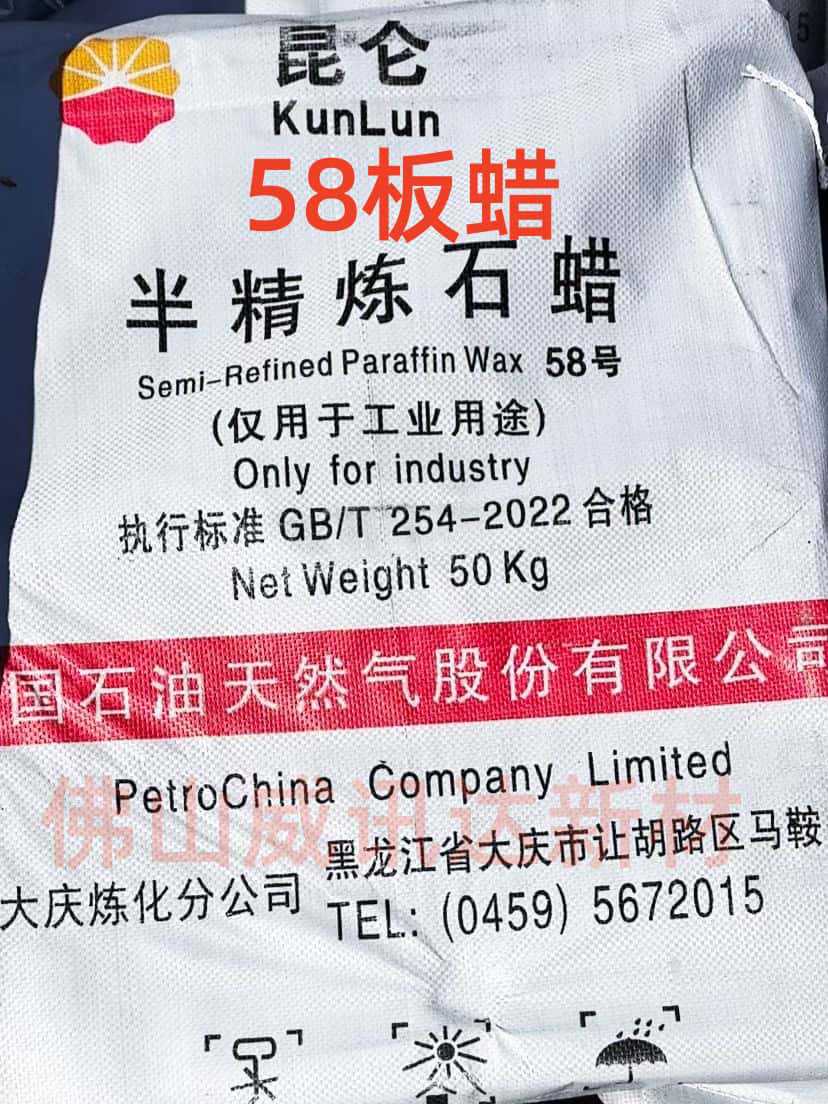 昆仑
KunLun
58板蜡
半精炼石蜡
Semi-Refined Paraffin Wax 58号
(仅用于工业用途)
Only for industry
执行标准 GB/T 254-2022 合格
Net Weight 50 Kg
国石油天然气股份有限公司
PetroChina Company Limited
佛山威讯达新材
黑龙江省大庆市让胡路区马鞍
大庆炼化分公司
TEL: (0459) 5672015